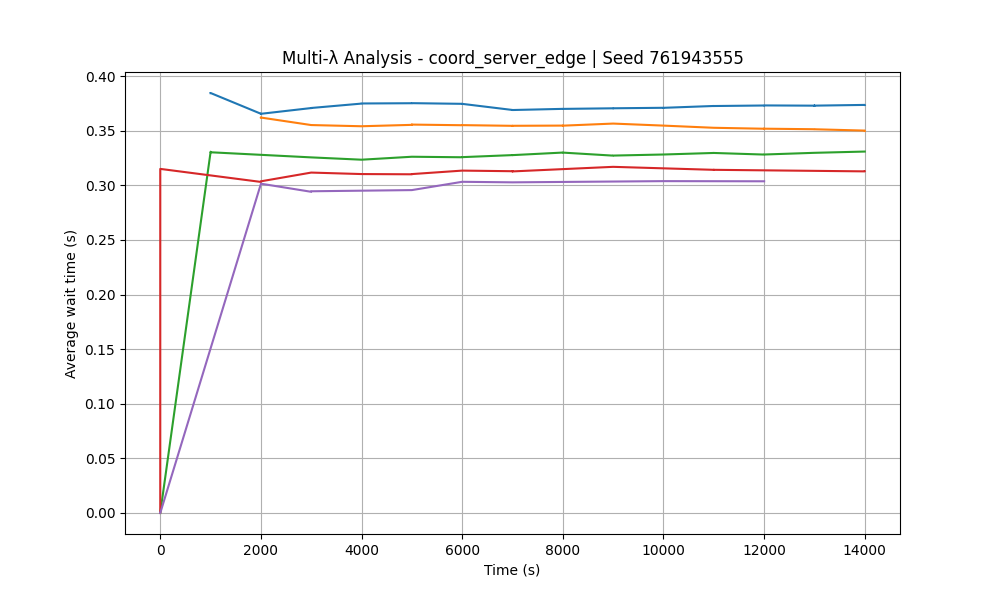 Multi-λ Analysis - coord_server_edge | Seed 761943555
Average wait time (s)
0.40
0.35
0.30
0.25
0.20
0.15
0.10
0.05
0.00
0 2000 4000 6000 8000 10000 12000 14000
Time (s)